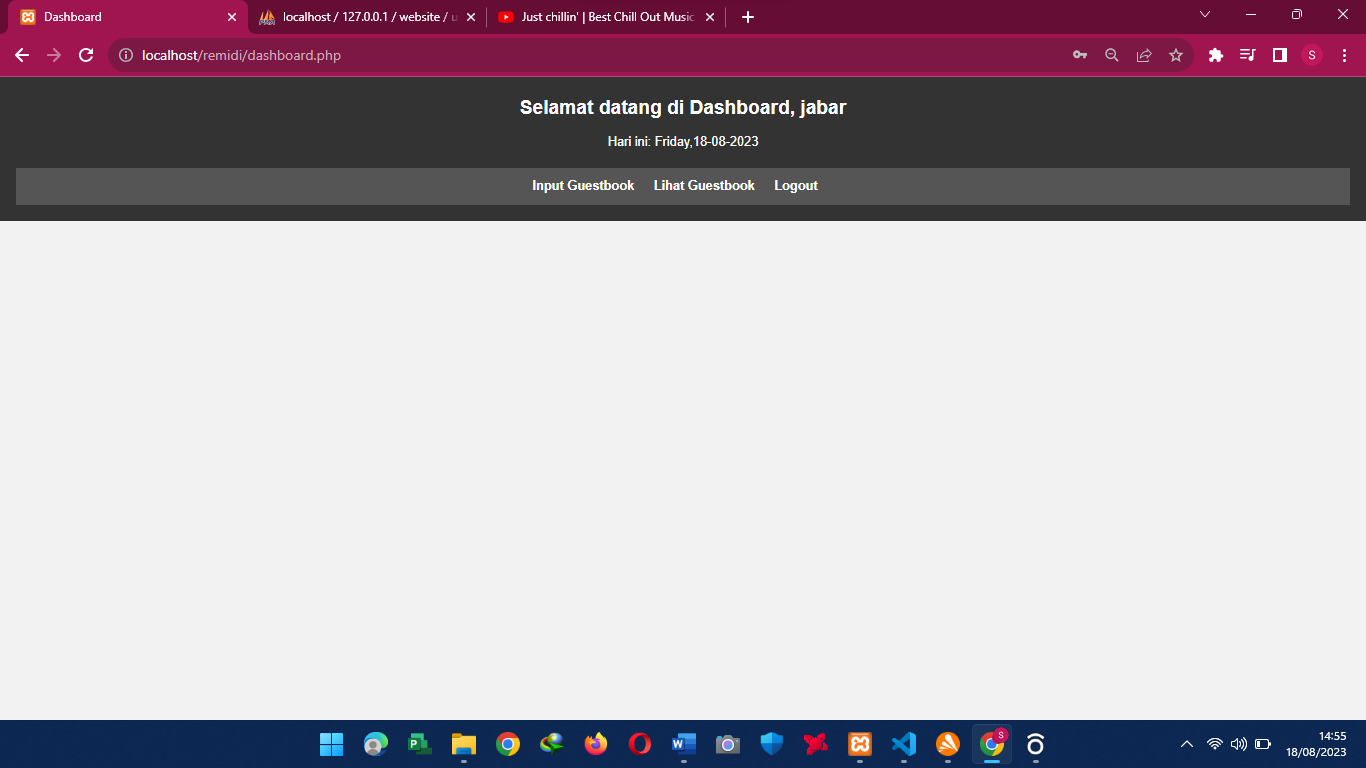 Dashboard
localhost / 127.0.0.1 / website / u
Just chillin' | Best Chill Out Music
localhost/remidi/dashboard.php
S
Selamat datang di Dashboard, jabar
Hari ini: Friday,18-08-2023
Input Guestbook Lihat Guestbook Logout
S
14:55
18/08/2023